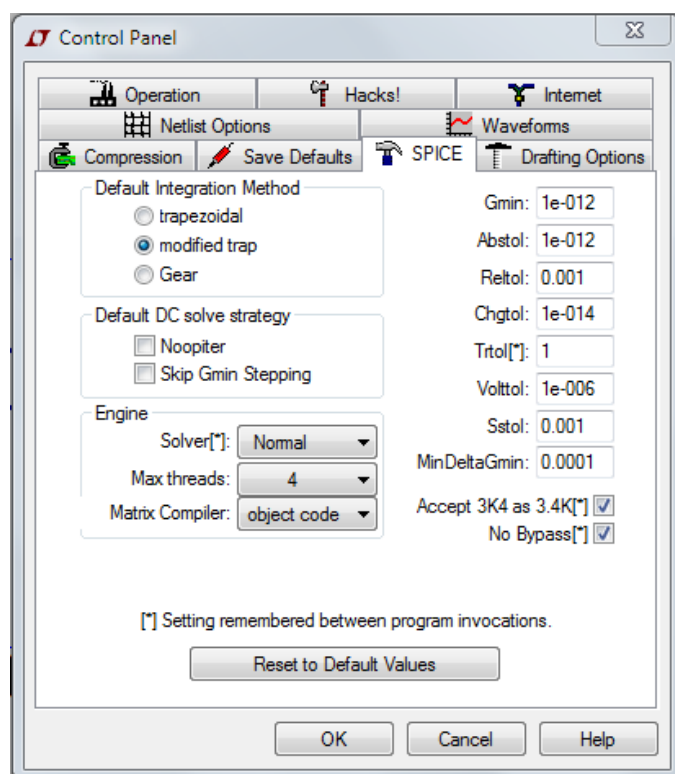 Control Panel
Operation
Hacks!
Internet
Netlist Options
Waveforms
Compression
Save Defaults
SPICE
Drafting Options
Default Integration Method
trapezoidal
modified trap
Gear
Default DC solve strategy
Noopiter
Skip Gmin Stepping
Engine
Solver[*]: Normal
Max threads: 4
Matrix Compiler: object code
Gmin: 1e-012
Abstol: 1e-012
Reltol: 0.001
Chgtol: 1e-014
Trtol[*]: 1
Volttol: 1e-006
Sstol: 0.001
MinDeltaGmin: 0.0001
Accept 3K4 as 3.4K[*]
No Bypass[*]
[*] Setting remembered between program invocations.
Reset to Default Values
OK
Cancel
Help